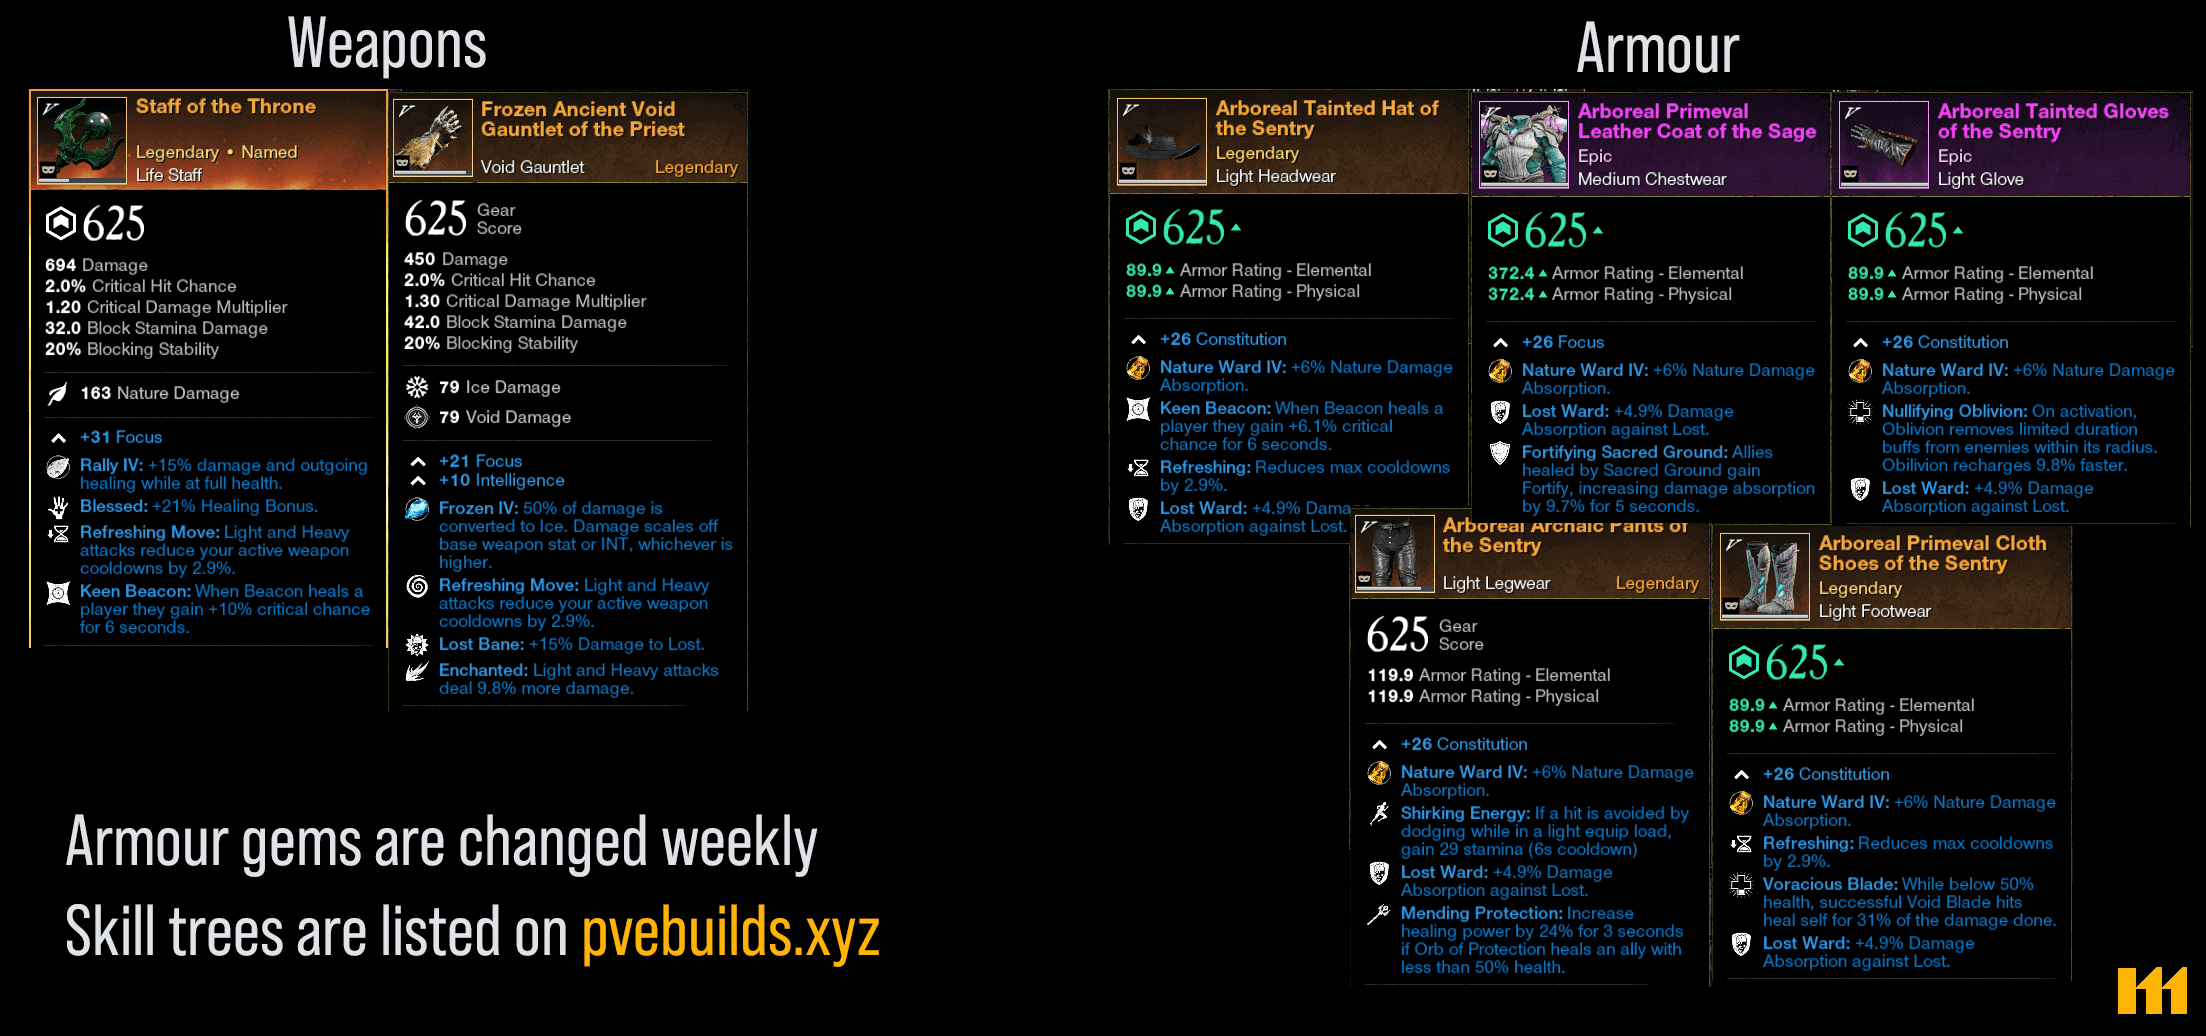 Weapons
Armour
Staff of the Throne
Legendary • Named
Life Staff
625
694 Damage
2.0% Critical Hit Chance
1.20 Critical Damage Multiplier
32.0 Block Stamina Damage
20% Blocking Stability
163 Nature Damage
+31 Focus
Rally IV: +15% damage and outgoing
healing while at full health.
Blessed: +21% Healing Bonus.
Refreshing Move: Light and Heavy
attacks reduce your active weapon
cooldowns by 2.9%.
Keen Beacon: When Beacon heals a
player they gain +10% critical chance
for 6 seconds.
Frozen Ancient Void
Gauntlet of the Priest
Void Gauntlet Legendary
625 Gear
Score
450 Damage
2.0% Critical Hit Chance
1.30 Critical Damage Multiplier
42.0 Block Stamina Damage
20% Blocking Stability
79 Ice Damage
79 Void Damage
+21 Focus
+10 Intelligence
Frozen IV: 50% of damage is
converted to Ice. Damage scales off
base weapon stat or INT, whichever is
higher.
Refreshing Move: Light and Heavy
attacks reduce your active weapon
cooldowns by 2.9%.
Lost Bane: +15% Damage to Lost.
Enchanted: Light and Heavy attacks
deal 9.8% more damage.
Arboreal Tainted Hat of
the Sentry
Legendary
Light Headwear
625
89.9 Armor Rating - Elemental
89.9 Armor Rating - Physical
+26 Constitution
Nature Ward IV: +6% Nature Damage
Absorption.
Keen Beacon: When Beacon heals a
player they gain +6.1% critical
chance for 6 seconds.
Refreshing: Reduces max cooldowns
by 2.9%.
Lost Ward: +4.9% Dama
Absorption against Lost.
Arboreal Primeval
Leather Coat of the Sage
Epic
Medium Chestwear
625
372.4 Armor Rating - Elemental
372.4 Armor Rating - Physical
+26 Focus
Nature Ward IV: +6% Nature Damage
Absorption.
Lost Ward: +4.9% Damage
Absorption against Lost.
Fortifying Sacred Ground: Allies
healed by Sacred Ground gain
Fortify, increasing damage absorption
by 9.7% for 5 seconds.
Arboreal Tainted Gloves
of the Sentry
Epic
Light Glove
625
89.9 Armor Rating - Elemental
89.9 Armor Rating - Physical
+26 Constitution
Nature Ward IV: +6% Nature Damage
Absorption.
Nullifying Oblivion: On activation,
Oblivion removes limited duration
buffs from enemies within its radius.
Obilivion recharges 9.8% faster.
Lost Ward: +4.9% Damage
Absorption against Lost.
Arboreal Archaic Pants of
the Sentry
Light Legwear Legendary
625 Gear
Score
119.9 Armor Rating - Elemental
119.9 Armor Rating - Physical
+26 Constitution
Nature Ward IV: +6% Nature Damage
Absorption.
Shirking Energy: If a hit is avoided by
dodging while in a light equip load,
gain 29 stamina (6s cooldown)
Lost Ward: +4.9% Damage
Absorption against Lost.
Mending Protection: Increase
healing power by 24% for 3 seconds
if Orb of Protection heals an ally with
less than 50% health.
Arboreal Primeval Cloth
Shoes of the Sentry
Legendary
Light Footwear
625
89.9 Armor Rating - Elemental
89.9 Armor Rating - Physical
+26 Constitution
Nature Ward IV: +6% Nature Damage
Absorption.
Refreshing: Reduces max cooldowns
by 2.9%.
Voracious Blade: While below 50%
health, successful Void Blade hits
heal self for 31% of the damage done.
Lost Ward: +4.9% Damage
Absorption against Lost.
Armour gems are changed weekly
Skill trees are listed on pvebuilds.xyz